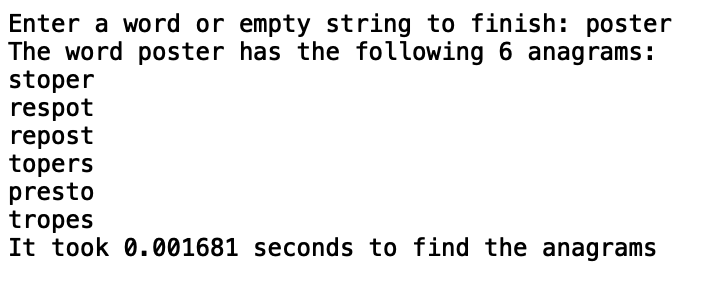 Enter a word or empty string to finish: poster
The word poster has the following 6 anagrams:
stoper
respot
repost
topers
presto
tropes
It took 0.001681 seconds to find the anagrams